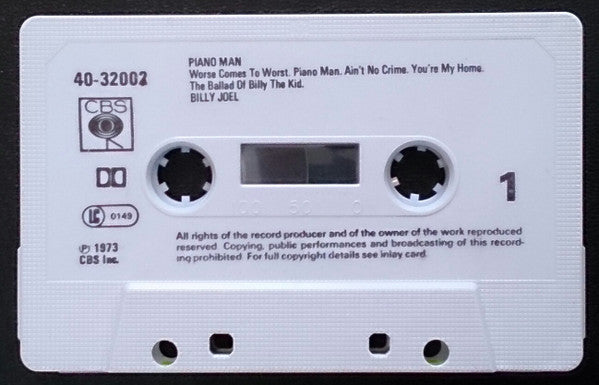 PIANO MAN
Worse Comes To Worst. Piano Man. Ain't No Crime. You're My Home.
The Ballad Of Billy The Kid.
BILLY JOEL
40-32002
CBS
LC 0149
℗ 1973
CBS Inc.
1
All rights of the record producer and of the owner of the work reproduced
reserved. Copying, public performances and broadcasting of this record-
ing prohibited. For full copyright details see inlay card.